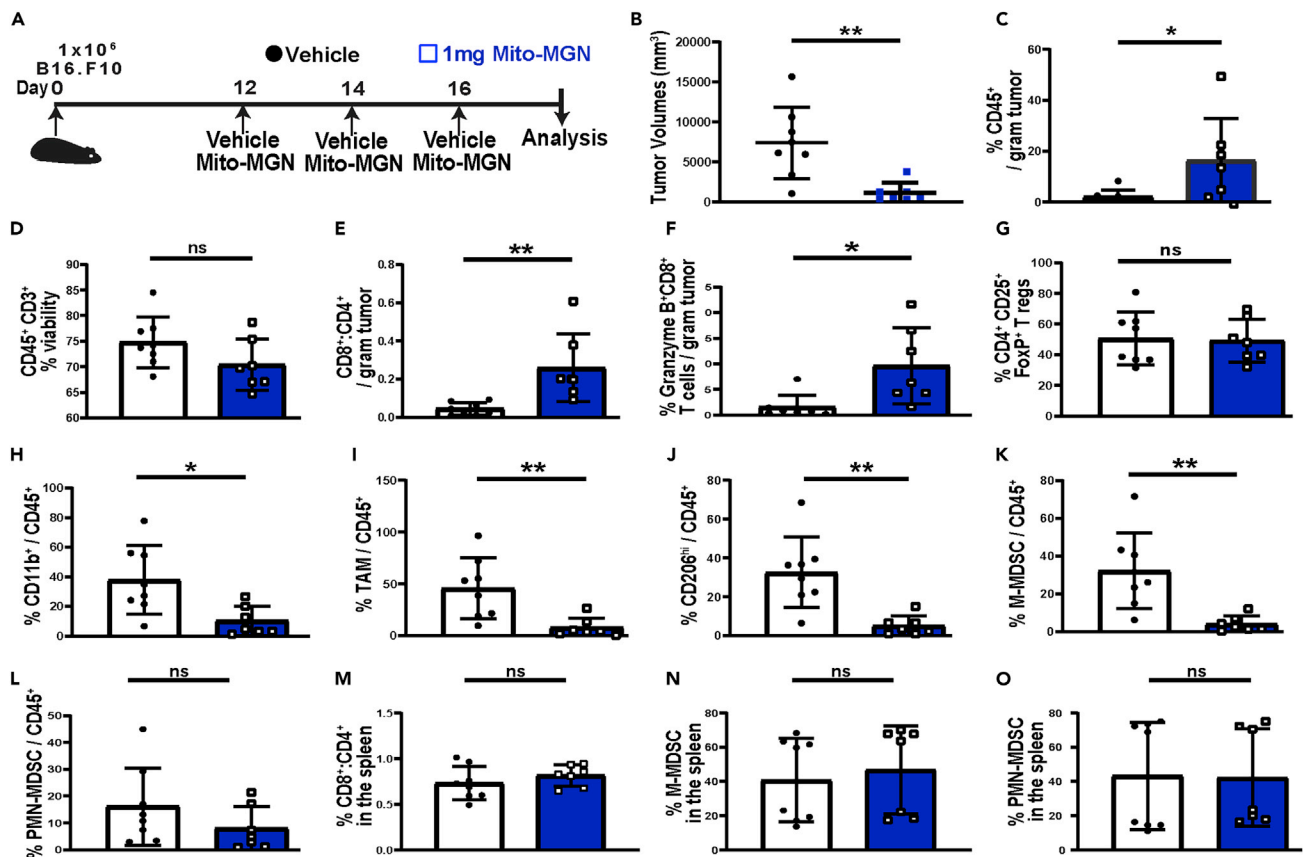 A
1x10⁶
B16.F10
● Vehicle
□ 1mg Mito-MGN
Day 0 12 14 16
Vehicle Vehicle Vehicle Analysis
Mito-MGN Mito-MGN Mito-MGN
B
**
Tumor Volumes (mm³)
20000
15000
10000
5000
0
C
*
% CD45⁺
/ gram tumor
60
40
20
0
D
ns
CD45⁺ CD3⁺
% viability
95
90
85
80
75
70
65
60
E
**
CD8⁺:CD4⁺
/ gram tumor
0.8
0.6
0.4
0.2
0.0
F
*
% Granzyme B⁺CD8⁺
T cells / gram tumor
5
0
5
0
5
0
G
ns
% CD4⁺ CD25⁺
FoxP⁺ T regs
100
80
60
40
20
0
H
*
% CD11b⁺ / CD45⁺
100
80
60
40
20
0
I
**
% TAM / CD45⁺
150
100
50
0
J
**
% CD206ʰⁱ / CD45⁺
80
60
40
20
0
K
**
% M-MDSC / CD45⁺
80
60
40
20
0
L
ns
% PMN-MDSC / CD45⁺
50
40
30
20
10
0
M
ns
% CD8⁺:CD4⁺
in the spleen
1.5
1.0
0.5
0.0
N
ns
% M-MDSC
in the spleen
80
60
40
20
0
O
ns
% PMN-MDSC
in the spleen
80
60
40
20
0